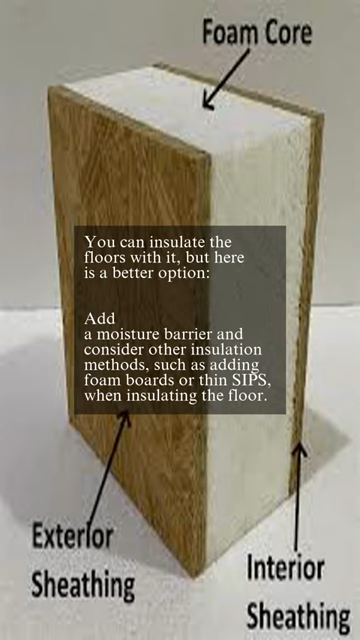 Foam Core
You can insulate the
floors with it, but here
is a better option:
Add
a moisture barrier and
consider other insulation
methods, such as adding
foam boards or thin SIPS,
when insulating the floor.
Exterior
Sheathing
Interior
Sheathing